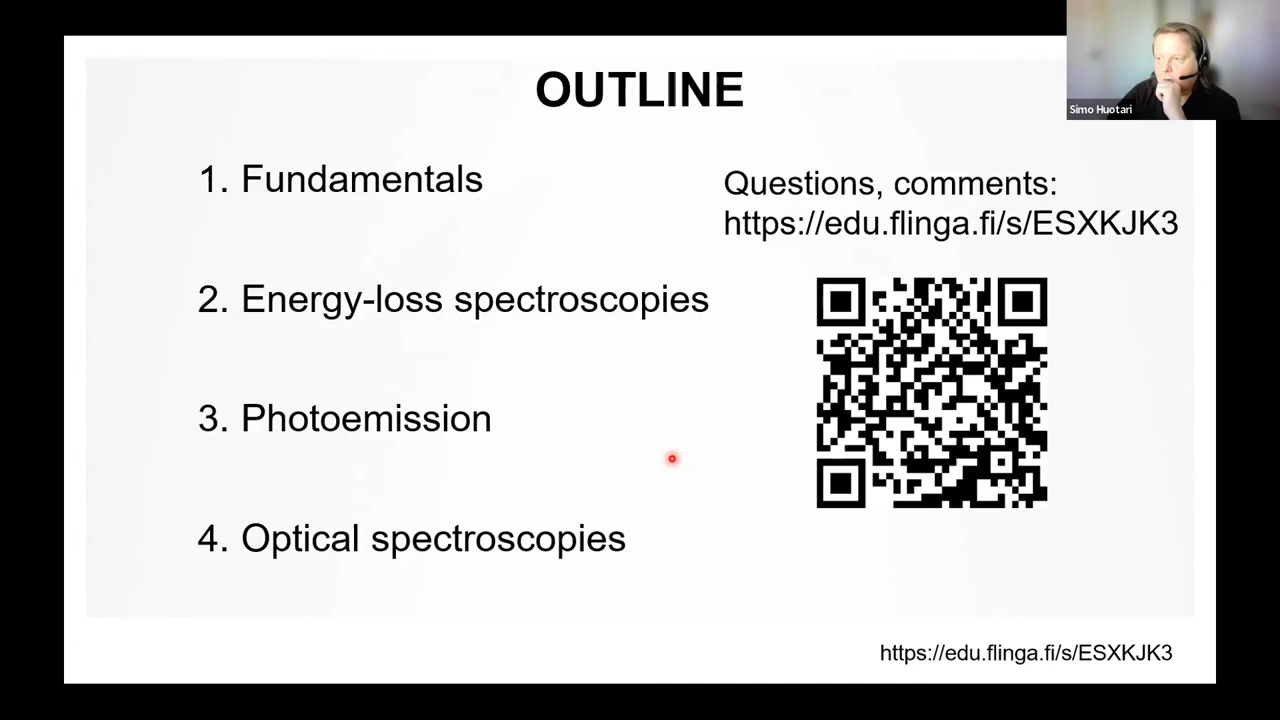 OUTLINE
Simo Huotari
1. Fundamentals
Questions, comments:
https://edu.flinga.fi/s/ESXKJK3
2. Energy-loss spectroscopies
3. Photoemission
4. Optical spectroscopies
https://edu.flinga.fi/s/ESXKJK3